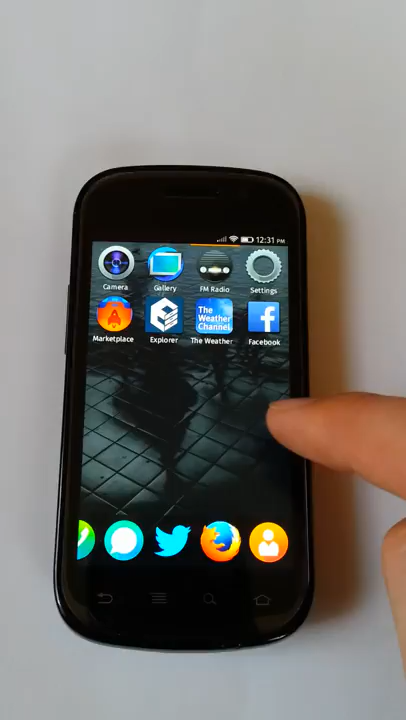 12:31 PM
Camera
Gallery
FM Radio
Settings
The
Weather
Channel
Marketplace
Explorer
The Weather
Facebook